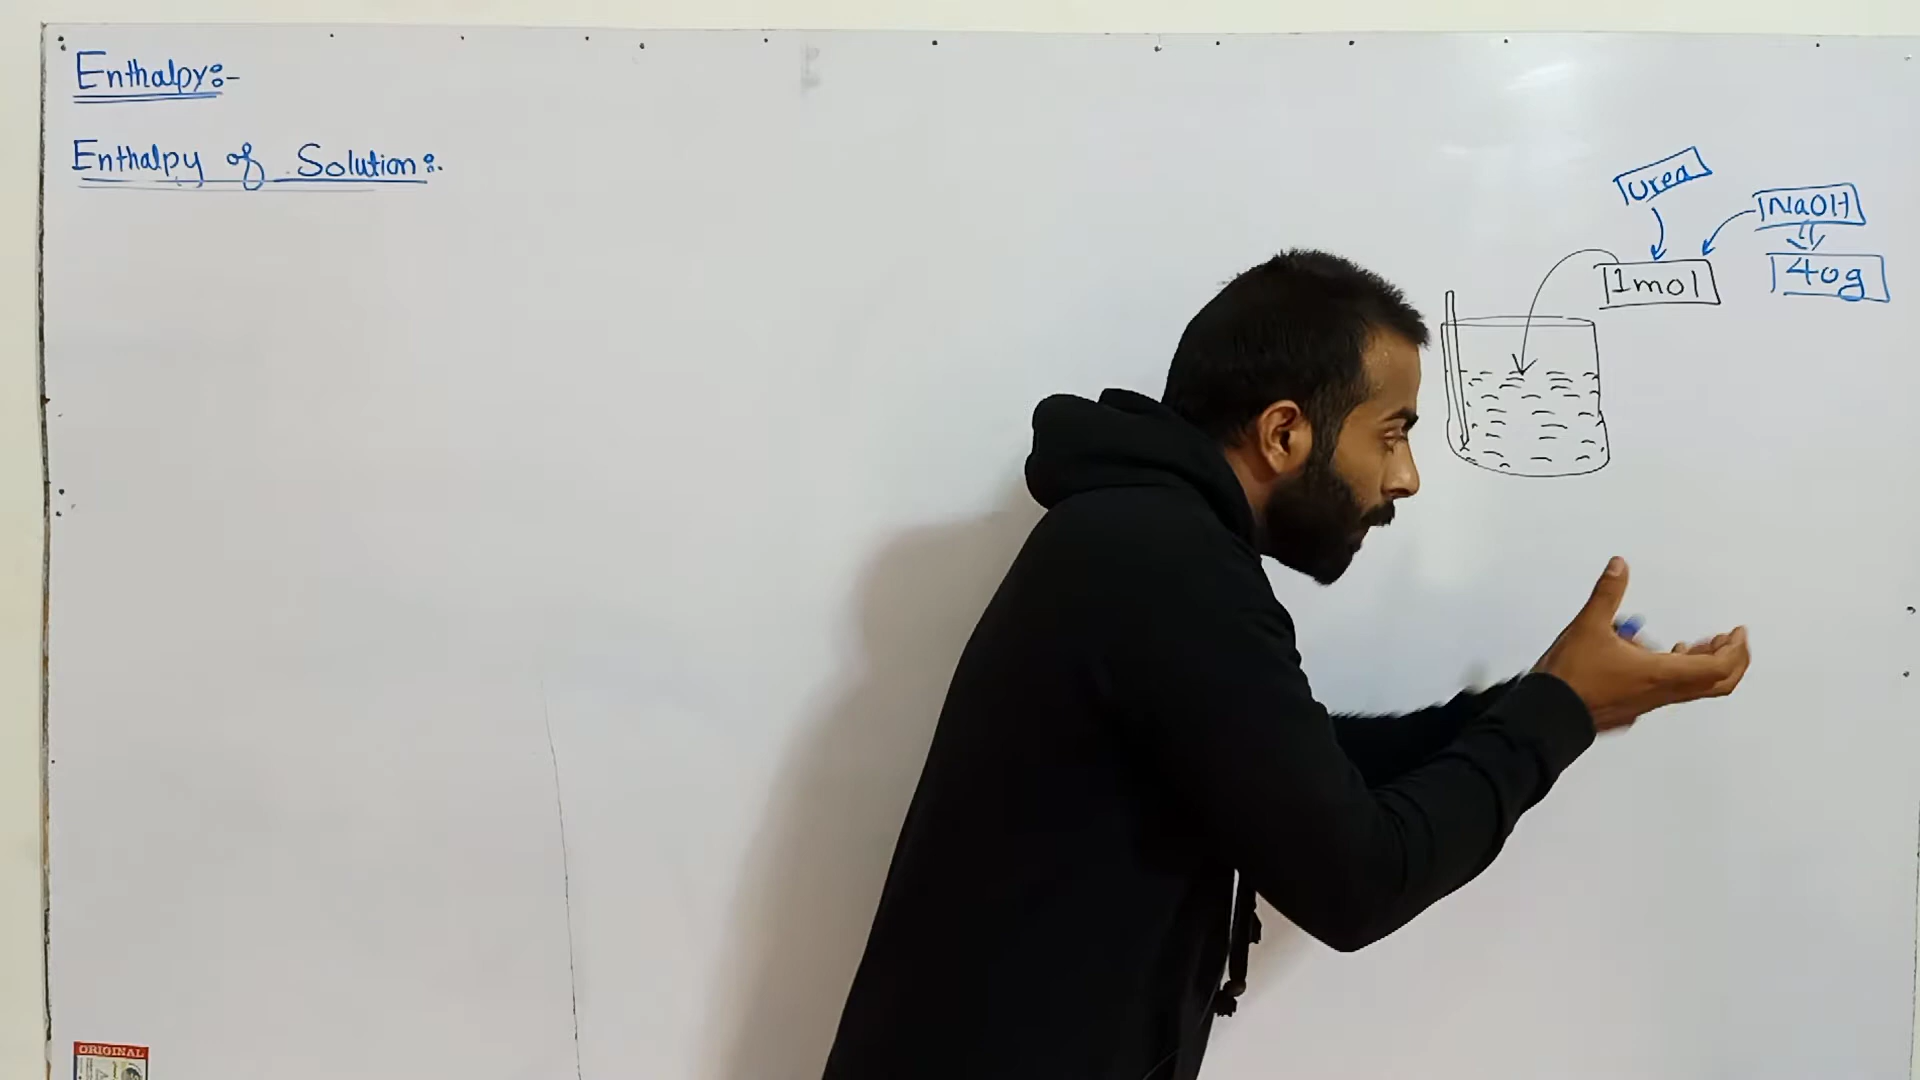 Enthalpy:-
Enthalpy of Solution:-
Urea
NaOH
1mol
40g
ORIGINAL